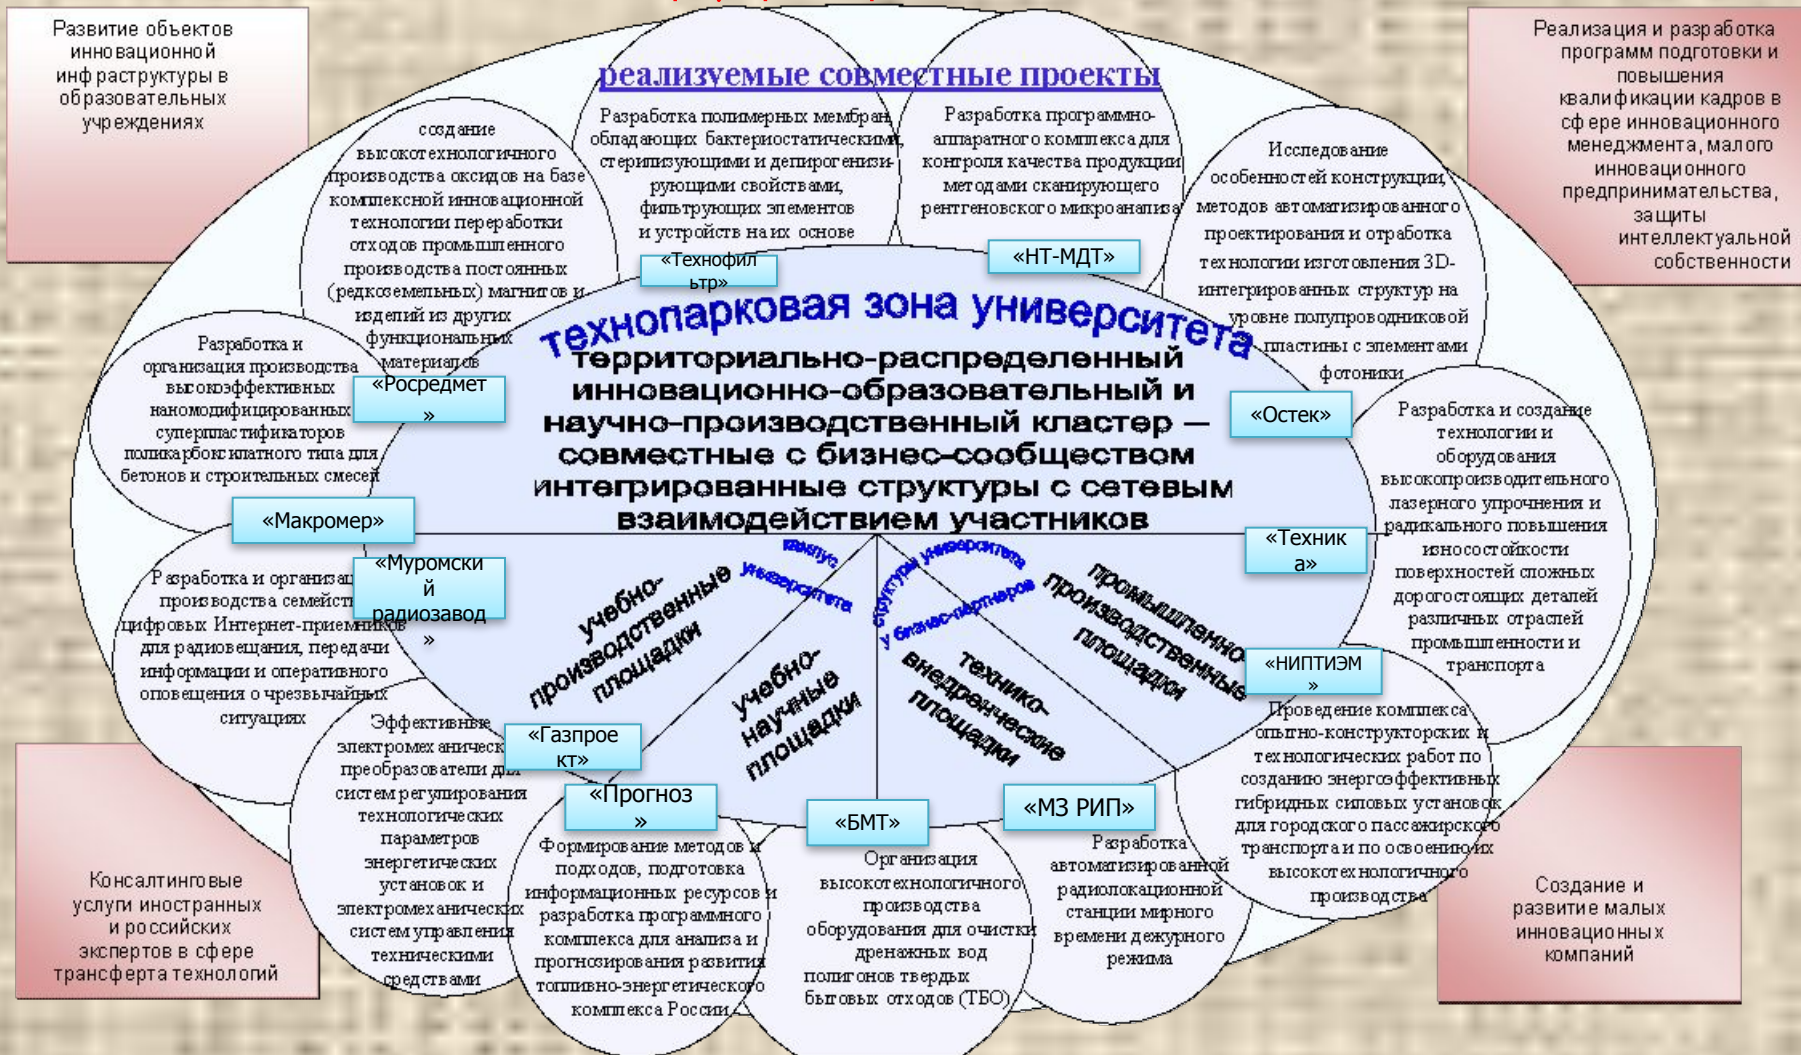 Развитие объектов
инновационной
инфраструктуры в
образовательных
учреждениях
Реализация и разработка
программ подготовки и
повышения
квалификации кадров в
сфере инновационного
менеджмента, малого
инновационного
предпринимательства,
защиты
интеллектуальной
собственности
реализуемые совместные проекты
создание
высокотехнологичного
производства оксидов на базе
комплексной инновационной
технологии переработки
отходов промышленного
производства постоянных
(редкоземельных) магнитов и
изделий из других
функциональных
материалов
Разработка полимерных мембран,
обладающих бактериостатическими,
стерилизующими и депирогенизи-
рующими свойствами,
фильтрующих элементов
и устройств на их основе
Разработка программно-
аппаратного комплекса для
контроля качества продукции
методами сканирующего
рентгеновского микроанализа
Исследование
особенностей конструкции,
методов автоматизированного
проектирования и отработка
технологии изготовления 3D-
интегрированных структур на
уровне полупроводниковой
пластины с элементами
фотоники
«Технофил
ьтр»
«НТ-МДТ»
технопарковая зона университета
территориально-распределенный
инновационно-образовательный и
научно-производственный кластер —
совместные с бизнес-сообществом
интегрированные структуры с сетевым
взаимодействием участников
Разработка и
организация производства
высокоэффективных
наномодифицированных
суперпластификаторов
поликарбоксилатного типа для
бетонов и строительных смесей
«Росредмет
»
«Остек»
Разработка и создание
технологии и
оборудования
высокопроизводительного
лазерного упрочнения и
радикального повышения
износостойкости
поверхностей сложных
дорогостоящих деталей
различных отраслей
промышленности и
транспорта
«Макромер»
«Техник
а»
«Муромски
й
радиозавод
»
Разработка и организац
производства семейст
цифровых Интернет-приемников
для радиовещания, передачи
информации и оперативного
оповещения о чрезвычайных
ситуациях
кампус
университета
структуры университета
у бизнес-партнеров
учебно-
производственные
площадки
учебно-
научные
площадки
технико-
внедренческие
площадки
промышленно-
производственные
площадки
«НИПТИЭМ
»
Эффективные
электромеханическ
преобразователи для
систем регулирования
технологических
параметров
энергетических
установок и
электромеханических
систем управления
техническими
средствами
«Газпрое
кт»
«Прогноз
»
«БМТ»
«МЗ РИП»
Проведение комплекса
опытно-конструкторских и
технологических работ по
созданию энергоэффективных
гибридных силовых установок
для городского пассажирского
транспорта и по освоению их
высокотехнологичного
производства
Формирование методов и
подходов, подготовка
информационных ресурсов и
разработка программного
комплекса для анализа и
прогнозирования развития
топливно-энергетического
комплекса России
Организация
высокотехнологичного
производства
оборудования для очистки
дренажных вод
полигонов твердых
бытовых отходов (ТБО)
Разработка
автоматизированной
радиолокационной
станции мирного
времени дежурного
режима
Консалтинговые
услуги иностранных
и российских
экспертов в сфере
трансферта технологий
Создание и
развитие малых
инновационных
компаний